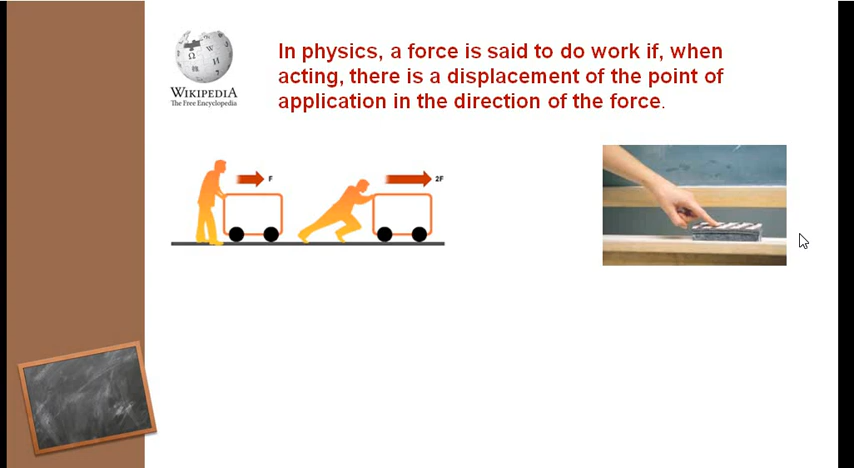 In physics, a force is said to do work if, when
acting, there is a displacement of the point of
application in the direction of the force.
WIKIPEDIA
The Free Encyclopedia
F
2F